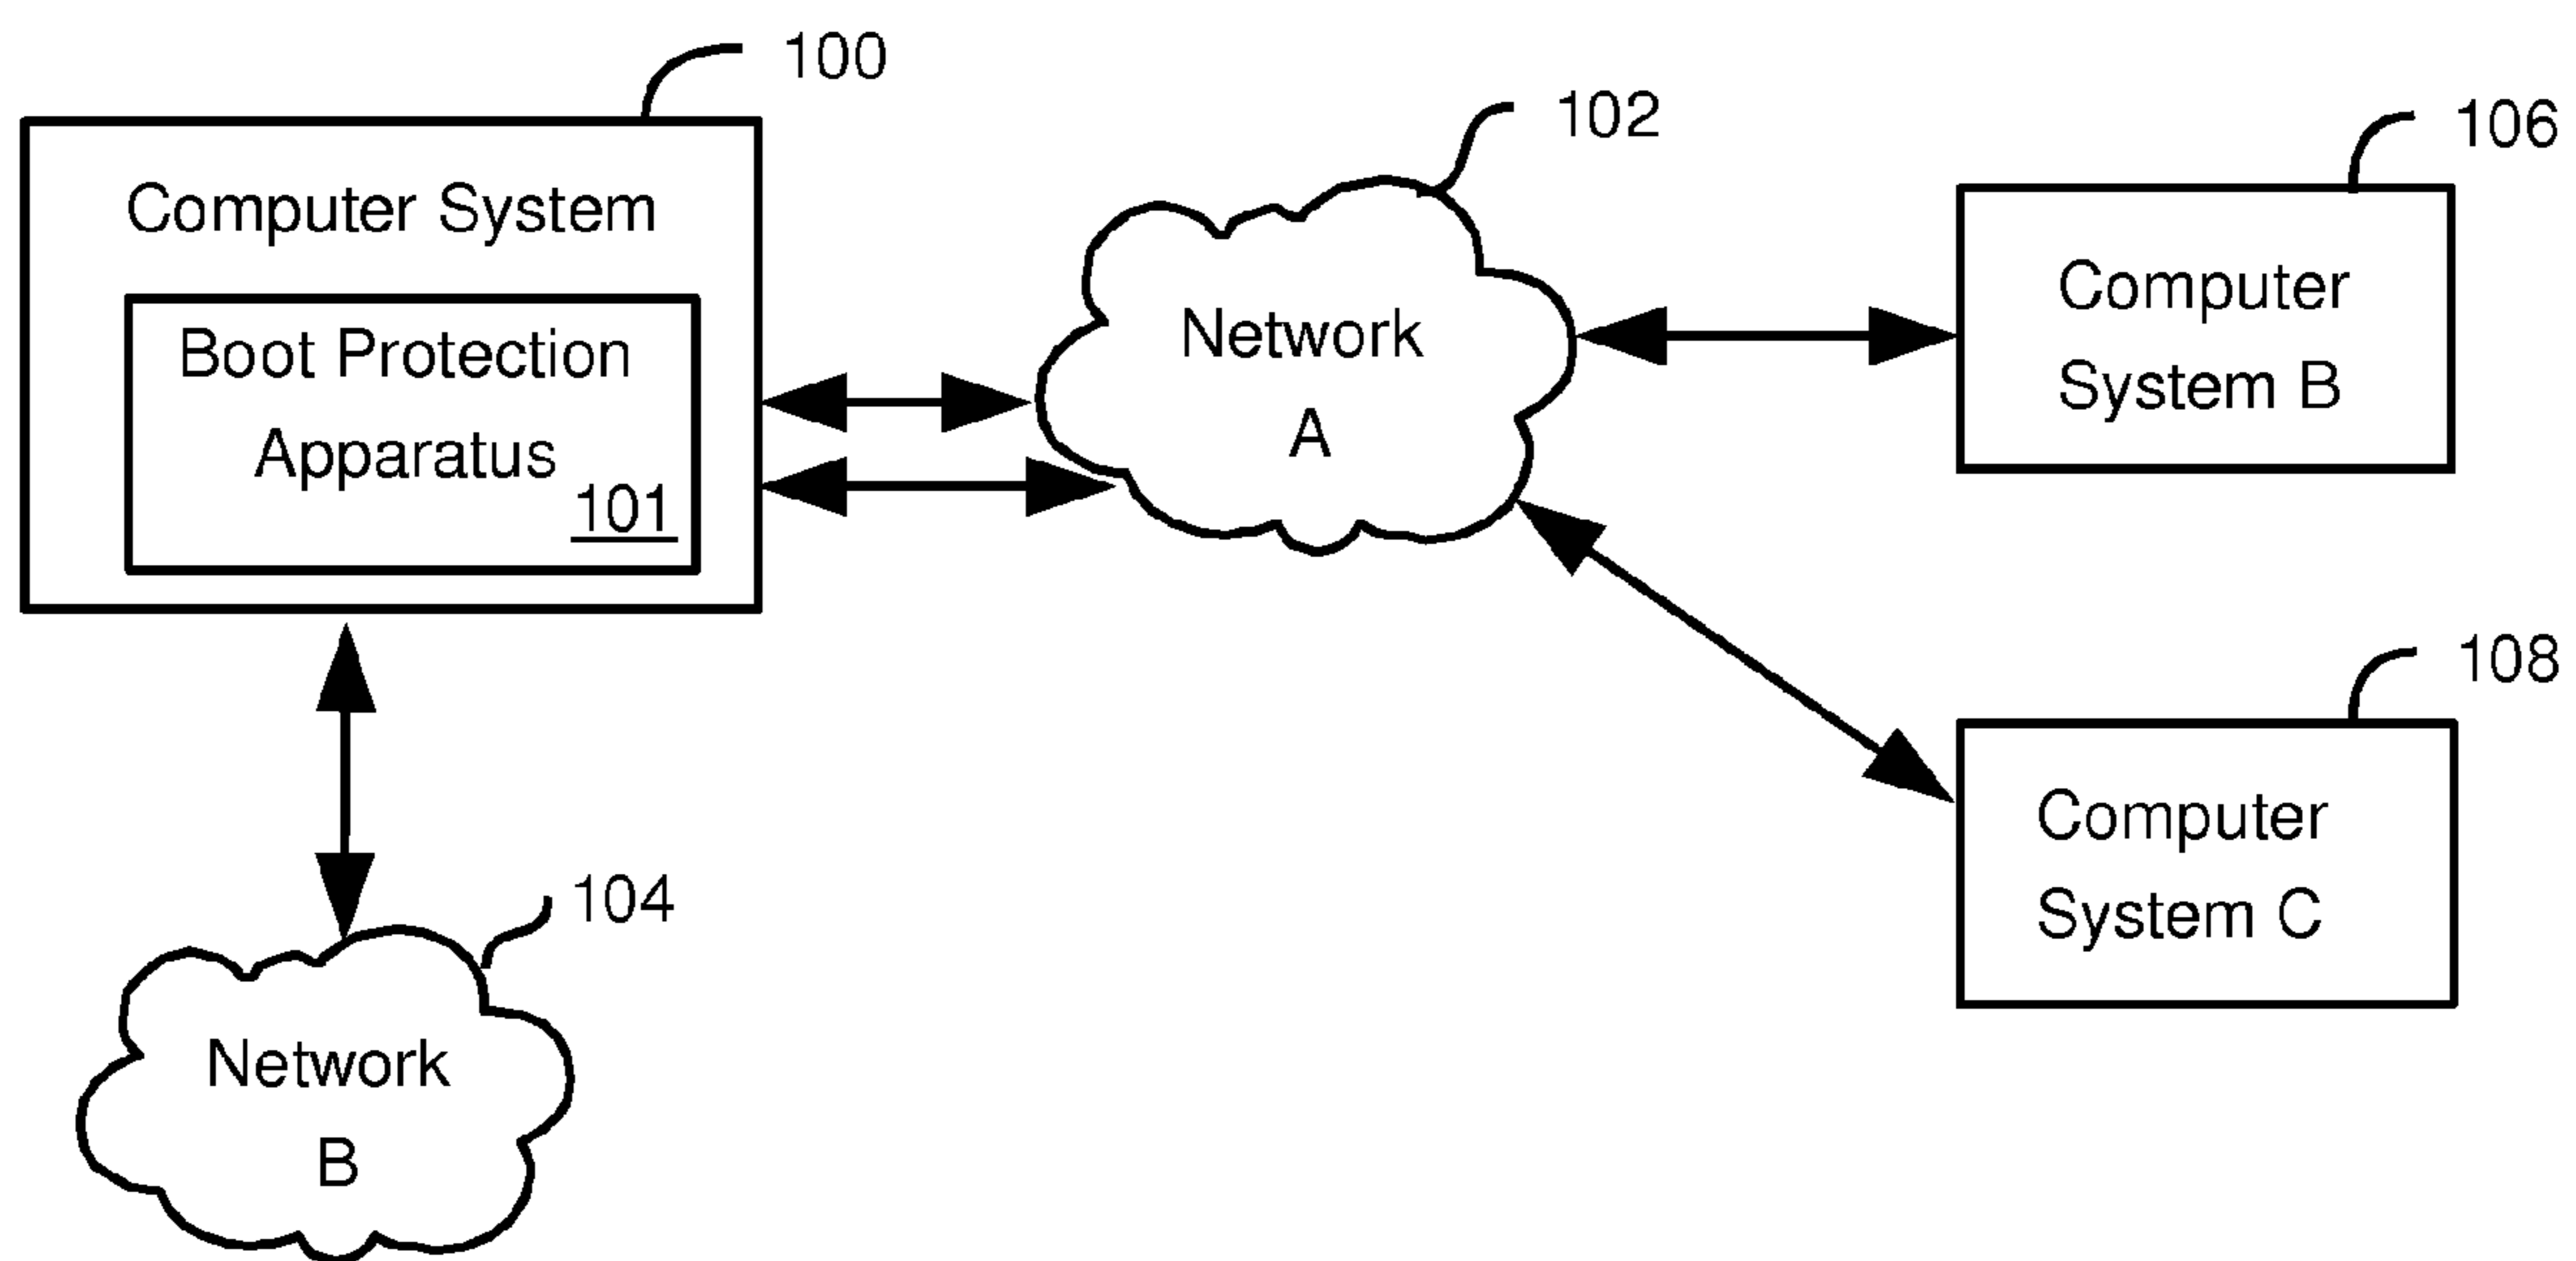 100
Computer System
Boot Protection
Apparatus
101
102
Network
A
106
Computer
System B
108
Computer
System C
104
Network
B